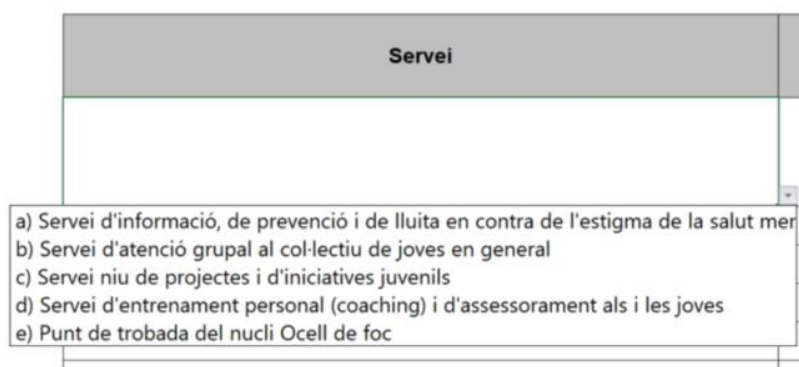 Servei
a) Servei d'informació, de prevenció i de lluita en contra de l'estigma de la salut mer
b) Servei d'atenció grupal al col·lectiu de joves en general
c) Servei niu de projectes i d'iniciatives juvenils
d) Servei d'entrenament personal (coaching) i d'assessorament als i les joves
e) Punt de trobada del nucli Ocell de foc